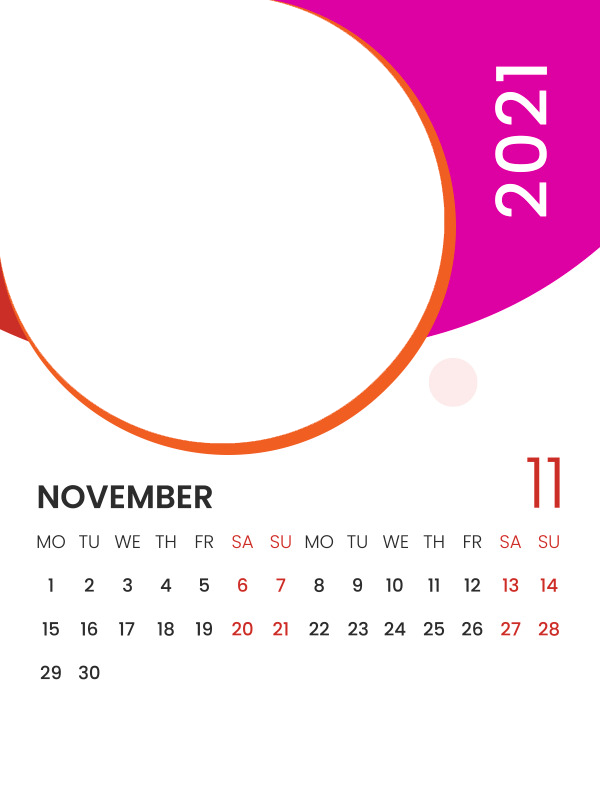 2021
11
NOVEMBER
MO TU WE TH FR SA SU MO TU WE TH FR SA SU
1 2 3 4 5 6 7 8 9 10 11 12 13 14
15 16 17 18 19 20 21 22 23 24 25 26 27 28
29 30